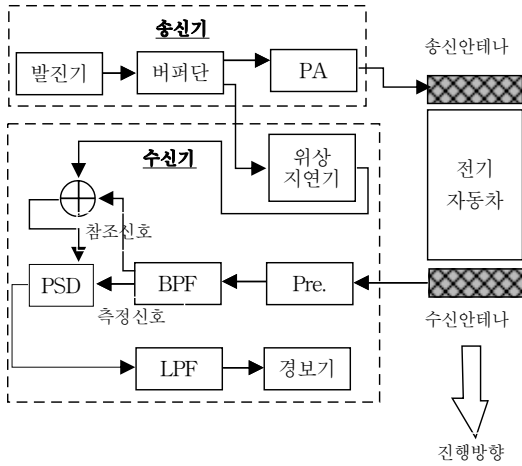 송신기
발진기
버퍼단
PA
송신안테나
수신기
위상
지연기
전기
자동차
참조신호
PSD
BPF
Pre.
측정신호
수신안테나
LPF
경보기
진행방향